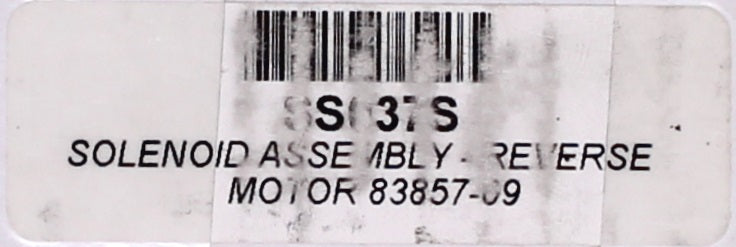 SOLENOID ASSEMBLY - REVERSE
MOTOR 83857-09